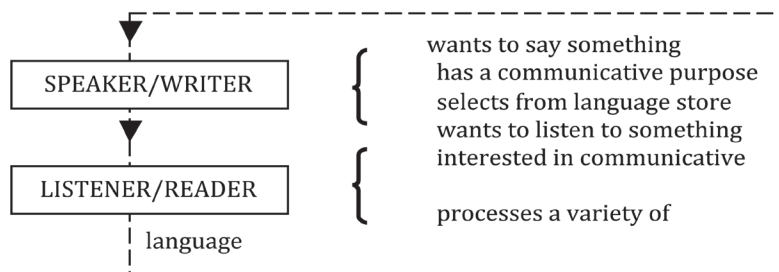 wants to say something
SPEAKER/WRITER
has a communicative purpose
selects from language store
wants to listen to something
interested in communicative
LISTENER/READER
processes a variety of
language